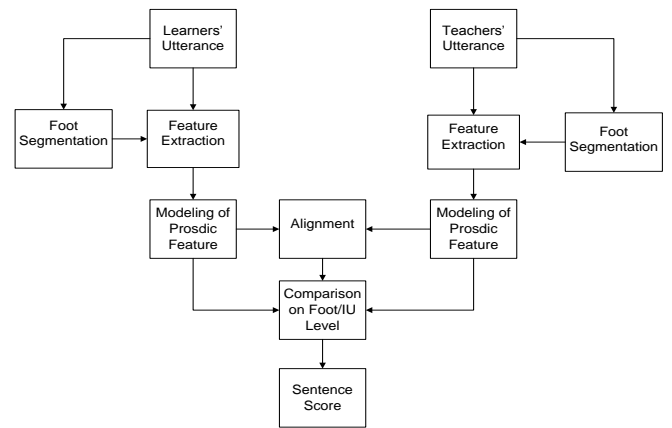 Learners’
Utterance
Teachers’
Utterance
Foot
Segmentation
Feature
Extraction
Feature
Extraction
Foot
Segmentation
Modeling of
Prosdic
Feature
Alignment
Modeling of
Prosdic
Feature
Comparison
on Foot/IU
Level
Sentence
Score